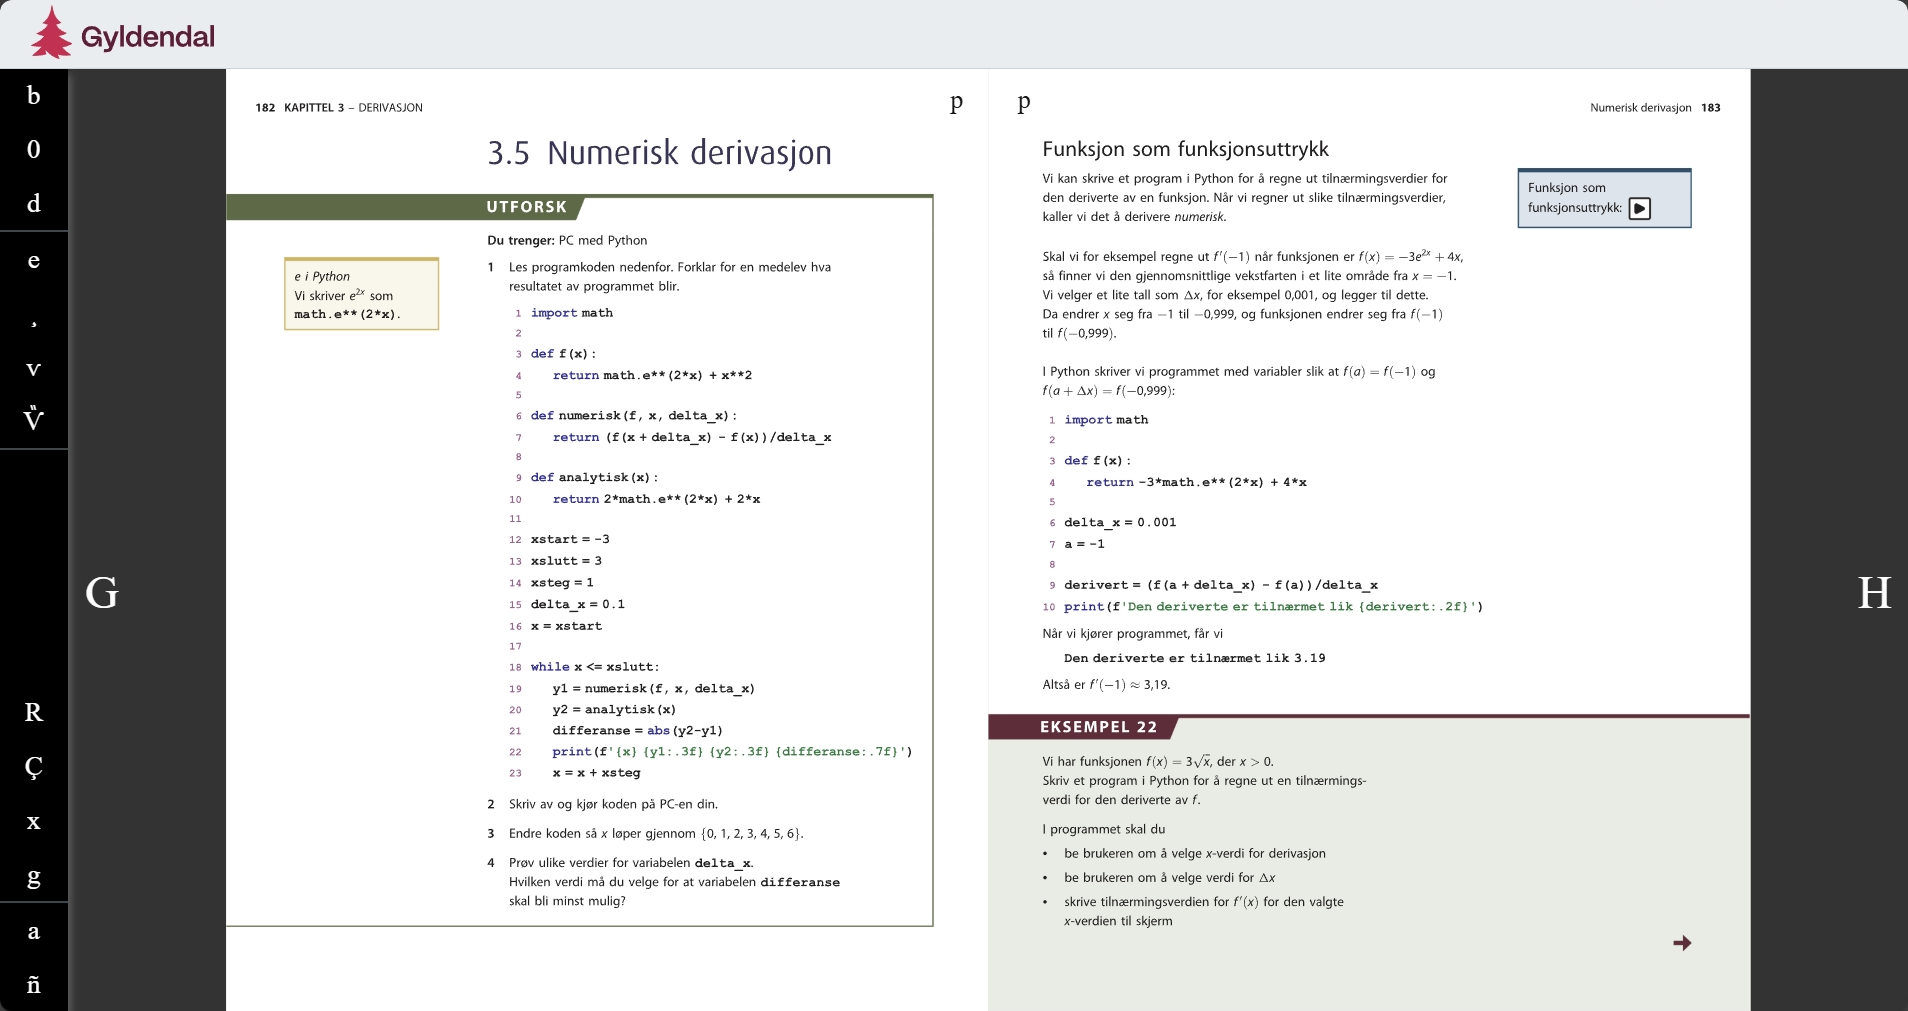 Gyldendal
b
0
d
e
¸
v
R
Ç
x
g
a
ñ
G
H
182 KAPITTEL 3 – DERIVASJON
p
3.5 Numerisk derivasjon
UTFORSK
Du trenger: PC med Python
e i Python
Vi skriver e²ˣ som
math.e**(2*x).
1 Les programkoden nedenfor. Forklar for en medelev hva
resultatet av programmet blir.
1 import math
2
3 def f(x):
4 return math.e**(2*x) + x**2
5
6 def numerisk(f, x, delta_x):
7 return (f(x + delta_x) - f(x))/delta_x
8
9 def analytisk(x):
10 return 2*math.e**(2*x) + 2*x
11
12 xstart = -3
13 xslutt = 3
14 xsteg = 1
15 delta_x = 0.1
16 x = xstart
17
18 while x <= xslutt:
19 y1 = numerisk(f, x, delta_x)
20 y2 = analytisk(x)
21 differanse = abs(y2-y1)
22 print(f'{x} {y1:.3f} {y2:.3f} {differanse:.7f}')
23 x = x + xsteg
2 Skriv av og kjør koden på PC-en din.
3 Endre koden så x løper gjennom {0, 1, 2, 3, 4, 5, 6}.
4 Prøv ulike verdier for variabelen delta_x.
Hvilken verdi må du velge for at variabelen differanse
skal bli minst mulig?
p
Numerisk derivasjon 183
Funksjon som funksjonsuttrykk
Vi kan skrive et program i Python for å regne ut tilnærmingsverdier for
den deriverte av en funksjon. Når vi regner ut slike tilnærmingsverdier,
kaller vi det å derivere numerisk.
Funksjon som
funksjonsuttrykk:
Skal vi for eksempel regne ut f′(−1) når funksjonen er f(x) = −3e²ˣ + 4x,
så finner vi den gjennomsnittlige vekstfarten i et lite område fra x = −1.
Vi velger et lite tall som Δx, for eksempel 0,001, og legger til dette.
Da endrer x seg fra −1 til −0,999, og funksjonen endrer seg fra f(−1)
til f(−0,999).
I Python skriver vi programmet med variabler slik at f(a) = f(−1) og
f(a + Δx) = f(−0,999):
1 import math
2
3 def f(x):
4 return -3*math.e**(2*x) + 4*x
5
6 delta_x = 0.001
7 a = -1
8
9 derivert = (f(a + delta_x) - f(a))/delta_x
10 print(f'Den deriverte er tilnærmet lik {derivert:.2f}')
Når vi kjører programmet, får vi
Den deriverte er tilnærmet lik 3.19
Altså er f′(−1) ≈ 3,19.
EKSEMPEL 22
Vi har funksjonen f(x) = 3√x, der x > 0.
Skriv et program i Python for å regne ut en tilnærmings-
verdi for den deriverte av f.
I programmet skal du
• be brukeren om å velge x-verdi for derivasjon
• be brukeren om å velge verdi for Δx
• skrive tilnærmingsverdien for f′(x) for den valgte
x-verdien til skjerm